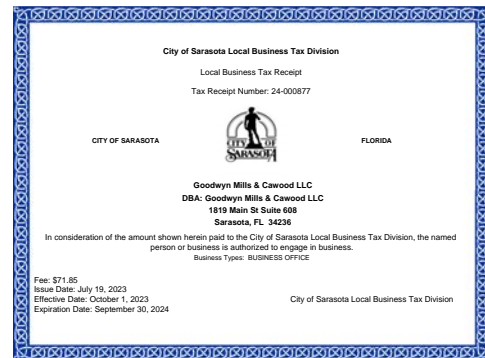 City of Sarasota Local Business Tax Division
Local Business Tax Receipt
Tax Receipt Number: 24-000877
CITY OF SARASOTA
CITY OF
SARASOTA
FLORIDA
Goodwyn Mills & Cawood LLC
DBA: Goodwyn Mills & Cawood LLC
1819 Main St Suite 608
Sarasota, FL 34236
In consideration of the amount shown herein paid to the City of Sarasota Local Business Tax Division, the named
person or business is authorized to engage in business.
Business Types: BUSINESS OFFICE
Fee: $71.85
Issue Date: July 19, 2023
Effective Date: October 1, 2023
Expiration Date: September 30, 2024
City of Sarasota Local Business Tax Division